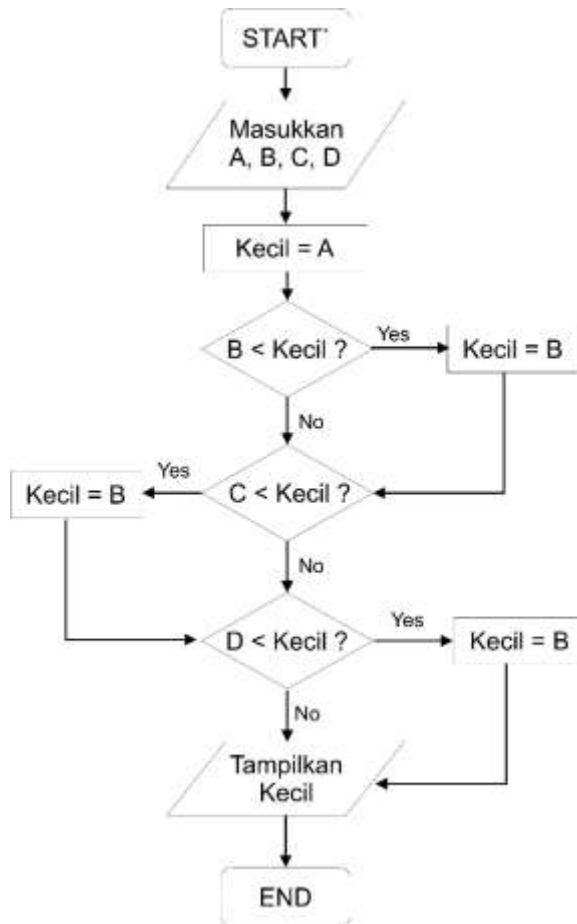 START'
Masukkan
A, B, C, D
Kecil = A
B < Kecil ?
Yes
Kecil = B
No
C < Kecil ?
Yes
Kecil = B
No
D < Kecil ?
Yes
Kecil = B
No
Tampilkan
Kecil
END